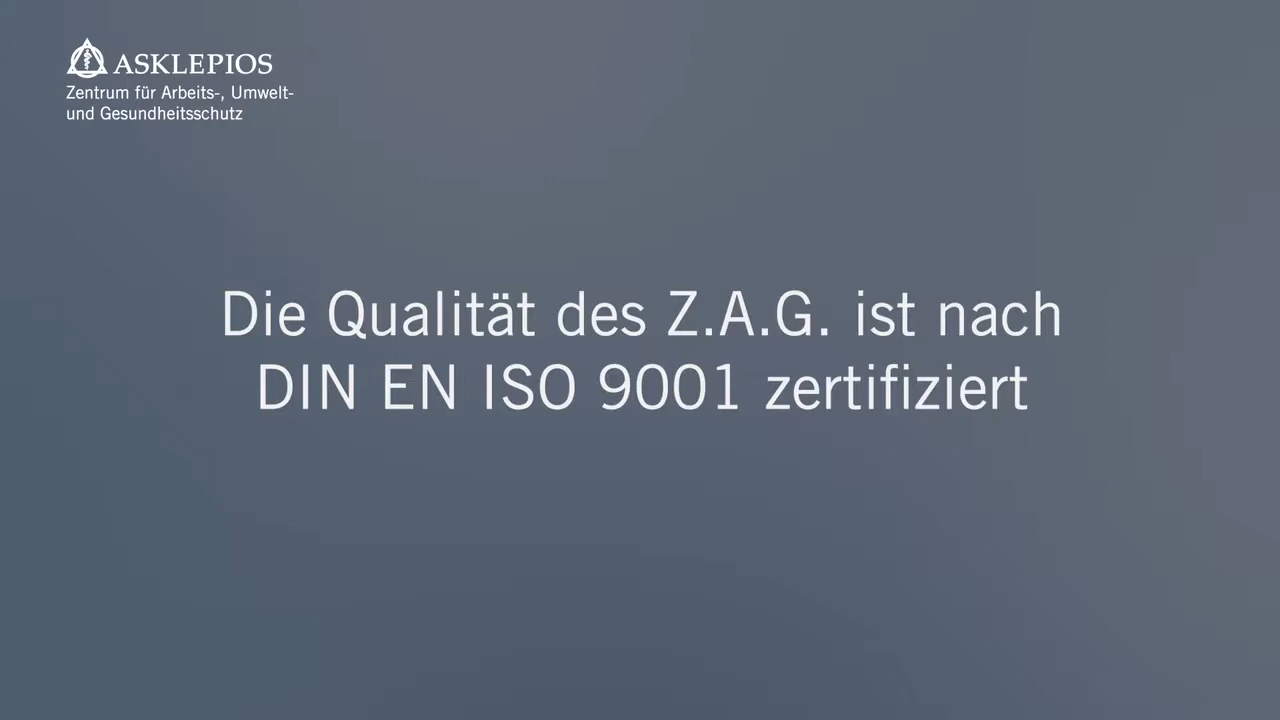 ASKLEPIOS
Zentrum für Arbeits-, Umwelt-
und Gesundheitsschutz
Die Qualität des Z.A.G. ist nach
DIN EN ISO 9001 zertifiziert